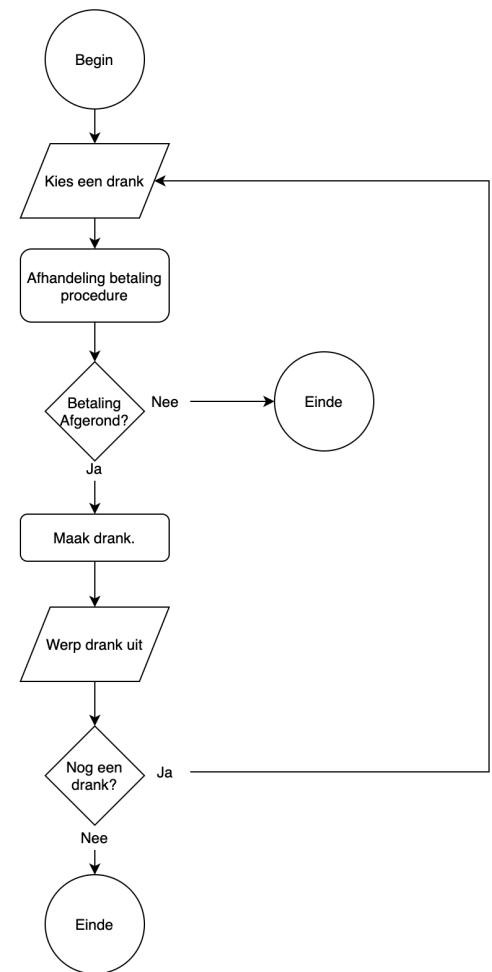 Begin
Kies een drank
Afhandeling betaling
procedure
Betaling
Afgerond?
Nee
Einde
Ja
Maak drank.
Werp drank uit
Nog een
drank?
Ja
Nee
Einde